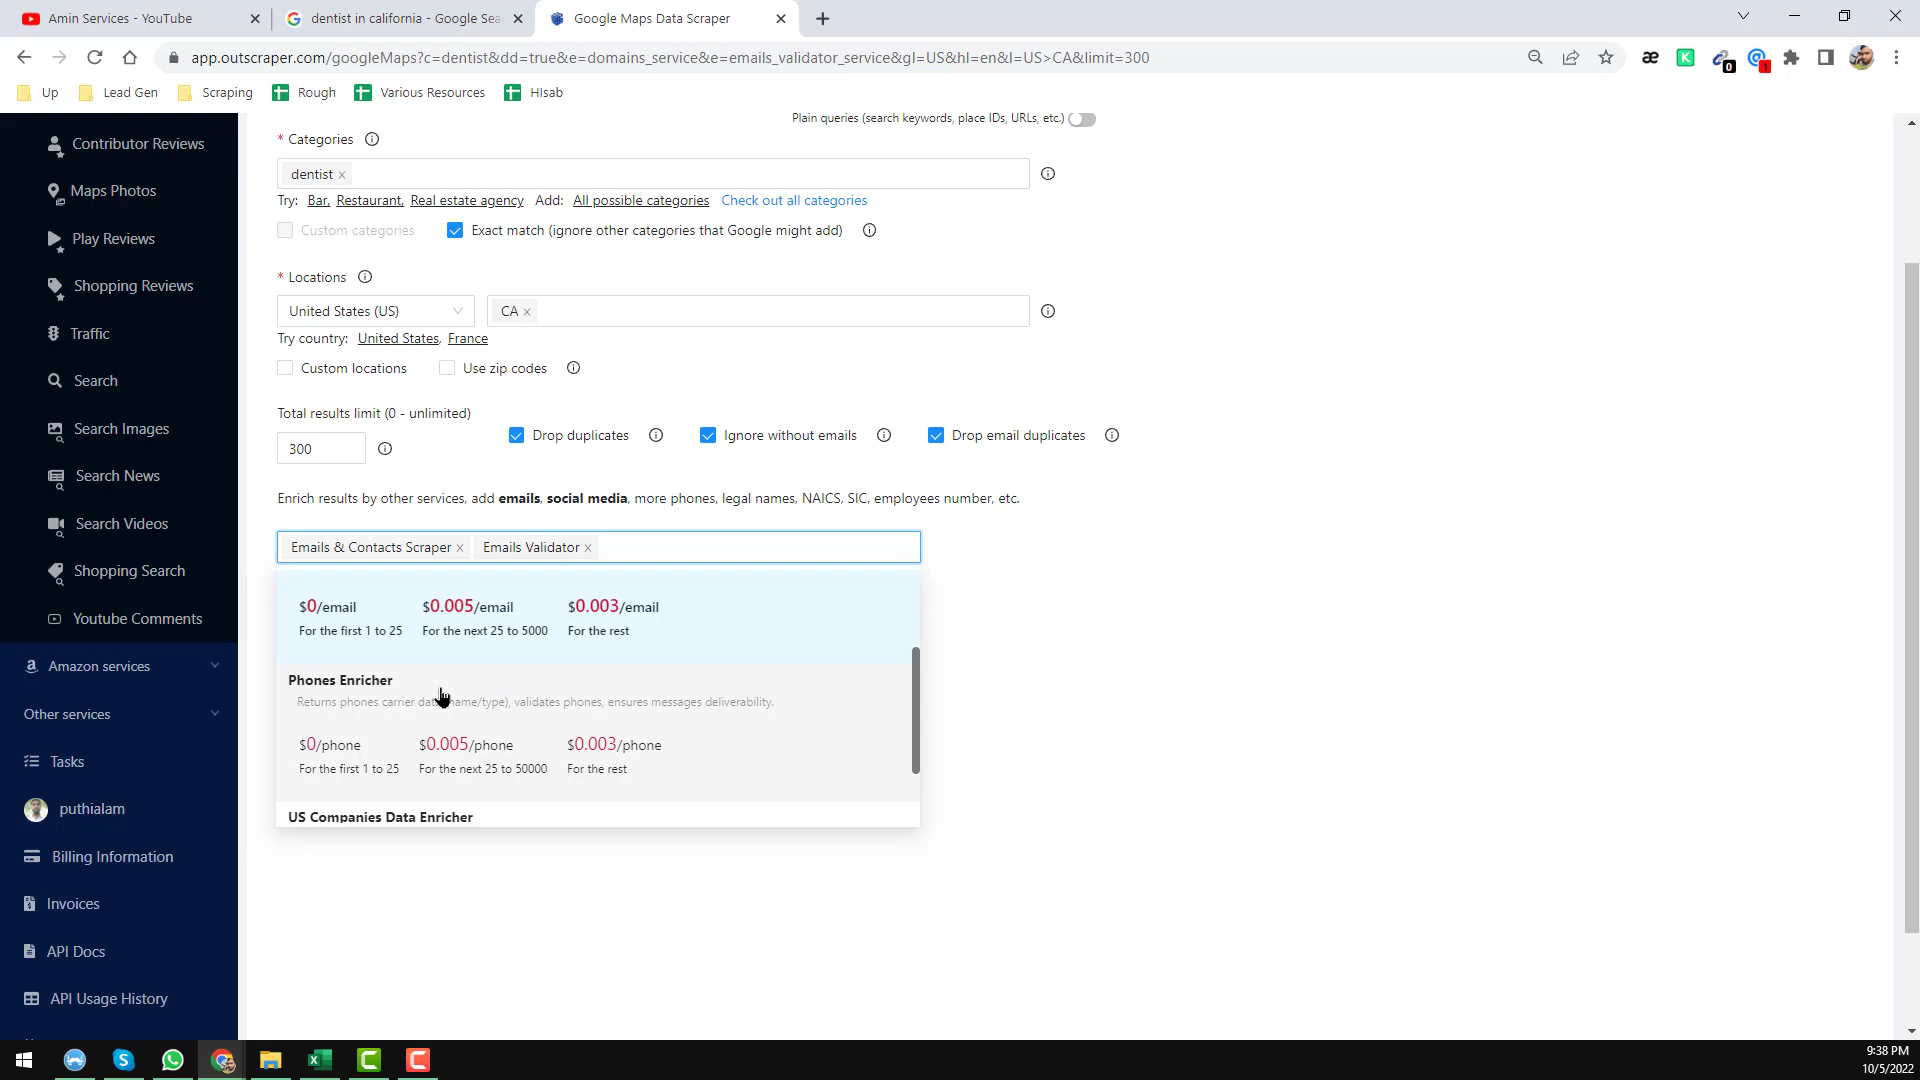 Amin Services - YouTube
dentist in california - Google Sea
Google Maps Data Scraper
app.outscraper.com/googleMaps?c=dentist&dd=true&e=domains_service&e=emails_validator_service&gl=US&hl=en&l=US>CA&limit=300
æ
K
0
1
Up
Lead Gen
Scraping
Rough
Various Resources
HIsab
Contributor Reviews
Maps Photos
Play Reviews
Shopping Reviews
Traffic
Search
Search Images
Search News
Search Videos
Shopping Search
Youtube Comments
Amazon services
Other services
Tasks
puthialam
Billing Information
Invoices
API Docs
API Usage History
Plain queries (search keywords, place IDs, URLs, etc.)
* Categories
dentist x
Try: Bar, Restaurant, Real estate agency Add: All possible categories Check out all categories
Custom categories Exact match (ignore other categories that Google might add)
* Locations
United States (US) CA x
Try country: United States, France
Custom locations Use zip codes
Total results limit (0 - unlimited)
300 Drop duplicates Ignore without emails Drop email duplicates
Enrich results by other services, add emails, social media, more phones, legal names, NAICS, SIC, employees number, etc.
Emails & Contacts Scraper x Emails Validator x
$0/email $0.005/email $0.003/email
For the first 1 to 25 For the next 25 to 5000 For the rest
Phones Enricher
Returns phones carrier data (name/type), validates phones, ensures messages deliverability.
$0/phone $0.005/phone $0.003/phone
For the first 1 to 25 For the next 25 to 50000 For the rest
US Companies Data Enricher
9:38 PM
10/5/2022